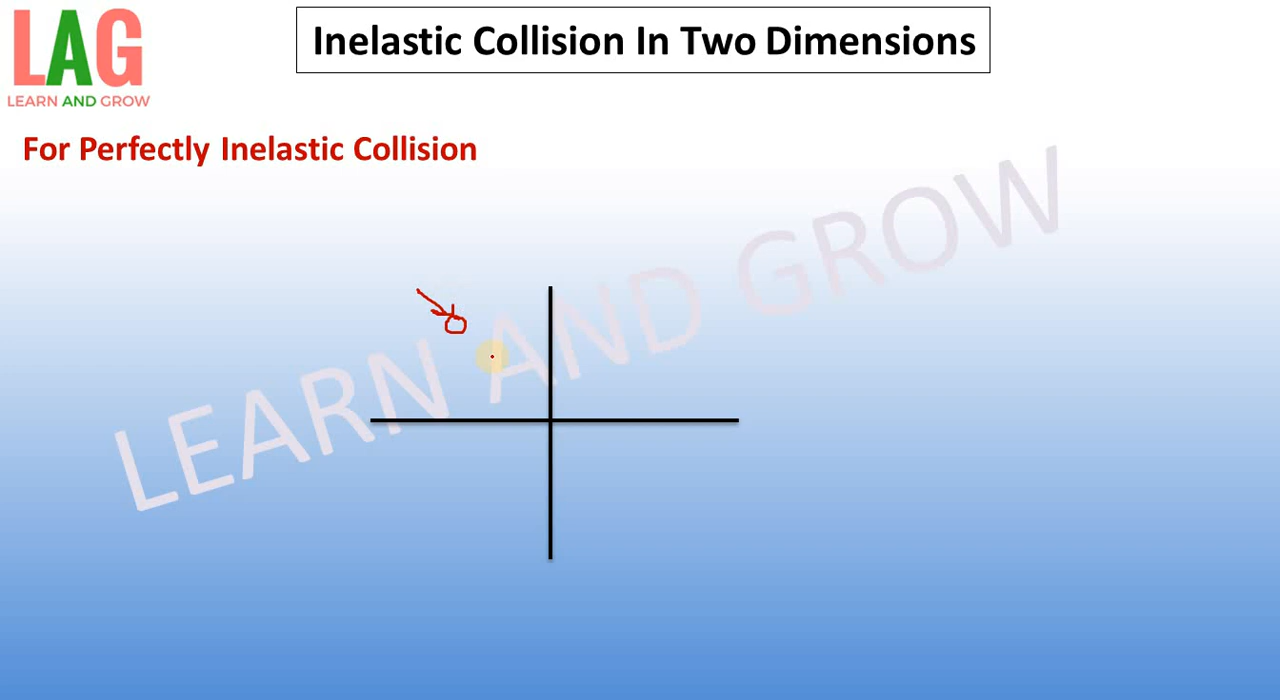 LAG
LEARN AND GROW
Inelastic Collision In Two Dimensions
For Perfectly Inelastic Collision
LEARN AND GROW